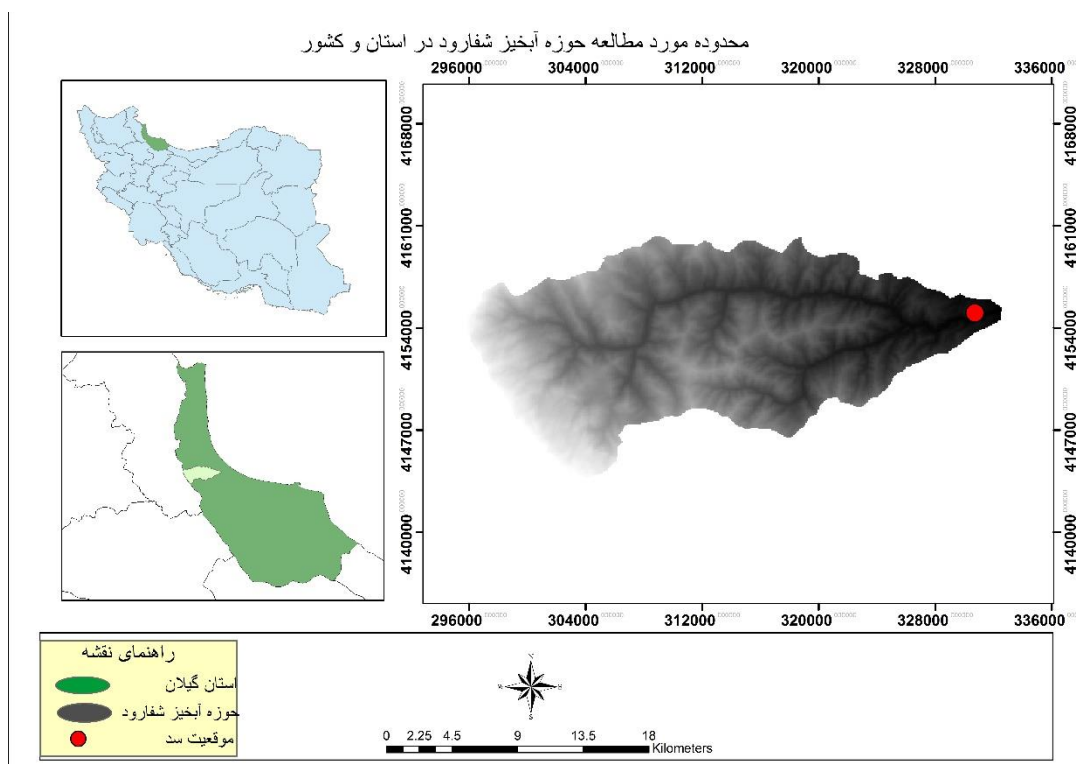 محدوده مورد مطالعه حوزه آبخیز شفارود در استان و کشور
296000 304000 312000 320000 328000 336000
4168000 4168000
4161000 4161000
4154000 4154000
4147000 4147000
4140000 4140000
296000 304000 312000 320000 328000 336000
راهنمای نقشه
استان گیلان
حوزه آبخیز شفارود
موقعیت سد
N
W E
S
0 2.25 4.5 9 13.5 18
Kilometers